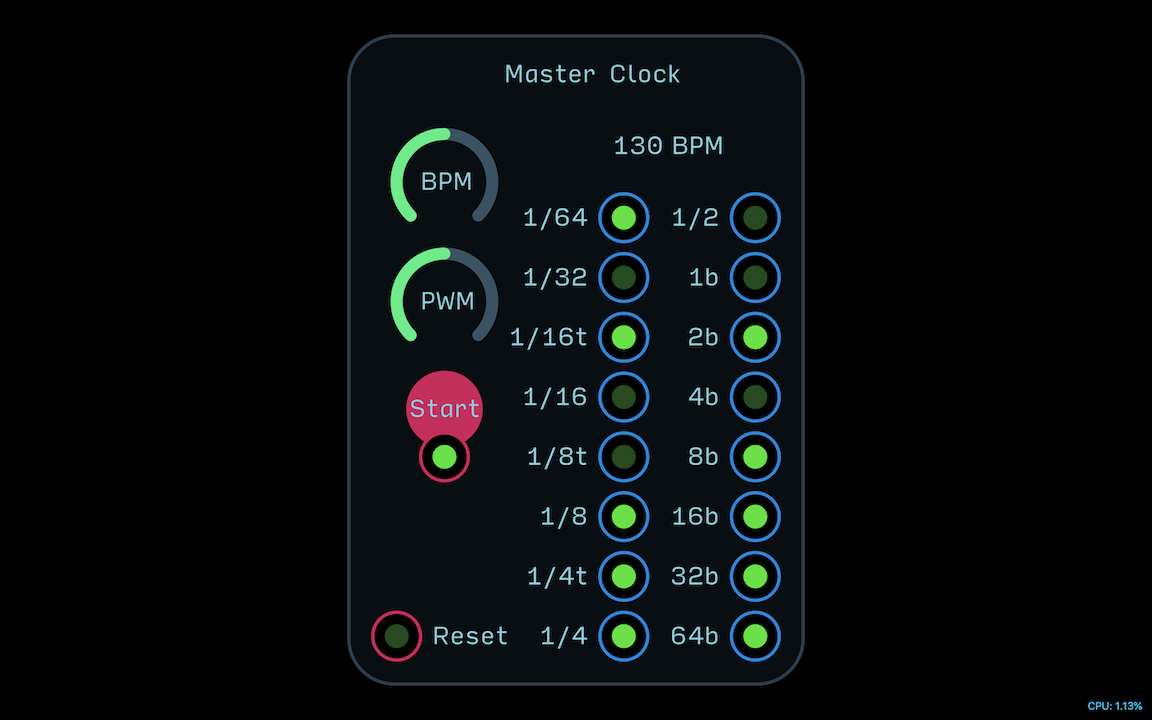 Master Clock
130 BPM
BPM
1/64 1/2
1/32 1b
PWM
1/16t 2b
1/16 4b
Start
1/8t 8b
1/8 16b
1/4t 32b
Reset 1/4 64b
CPU: 1.13%